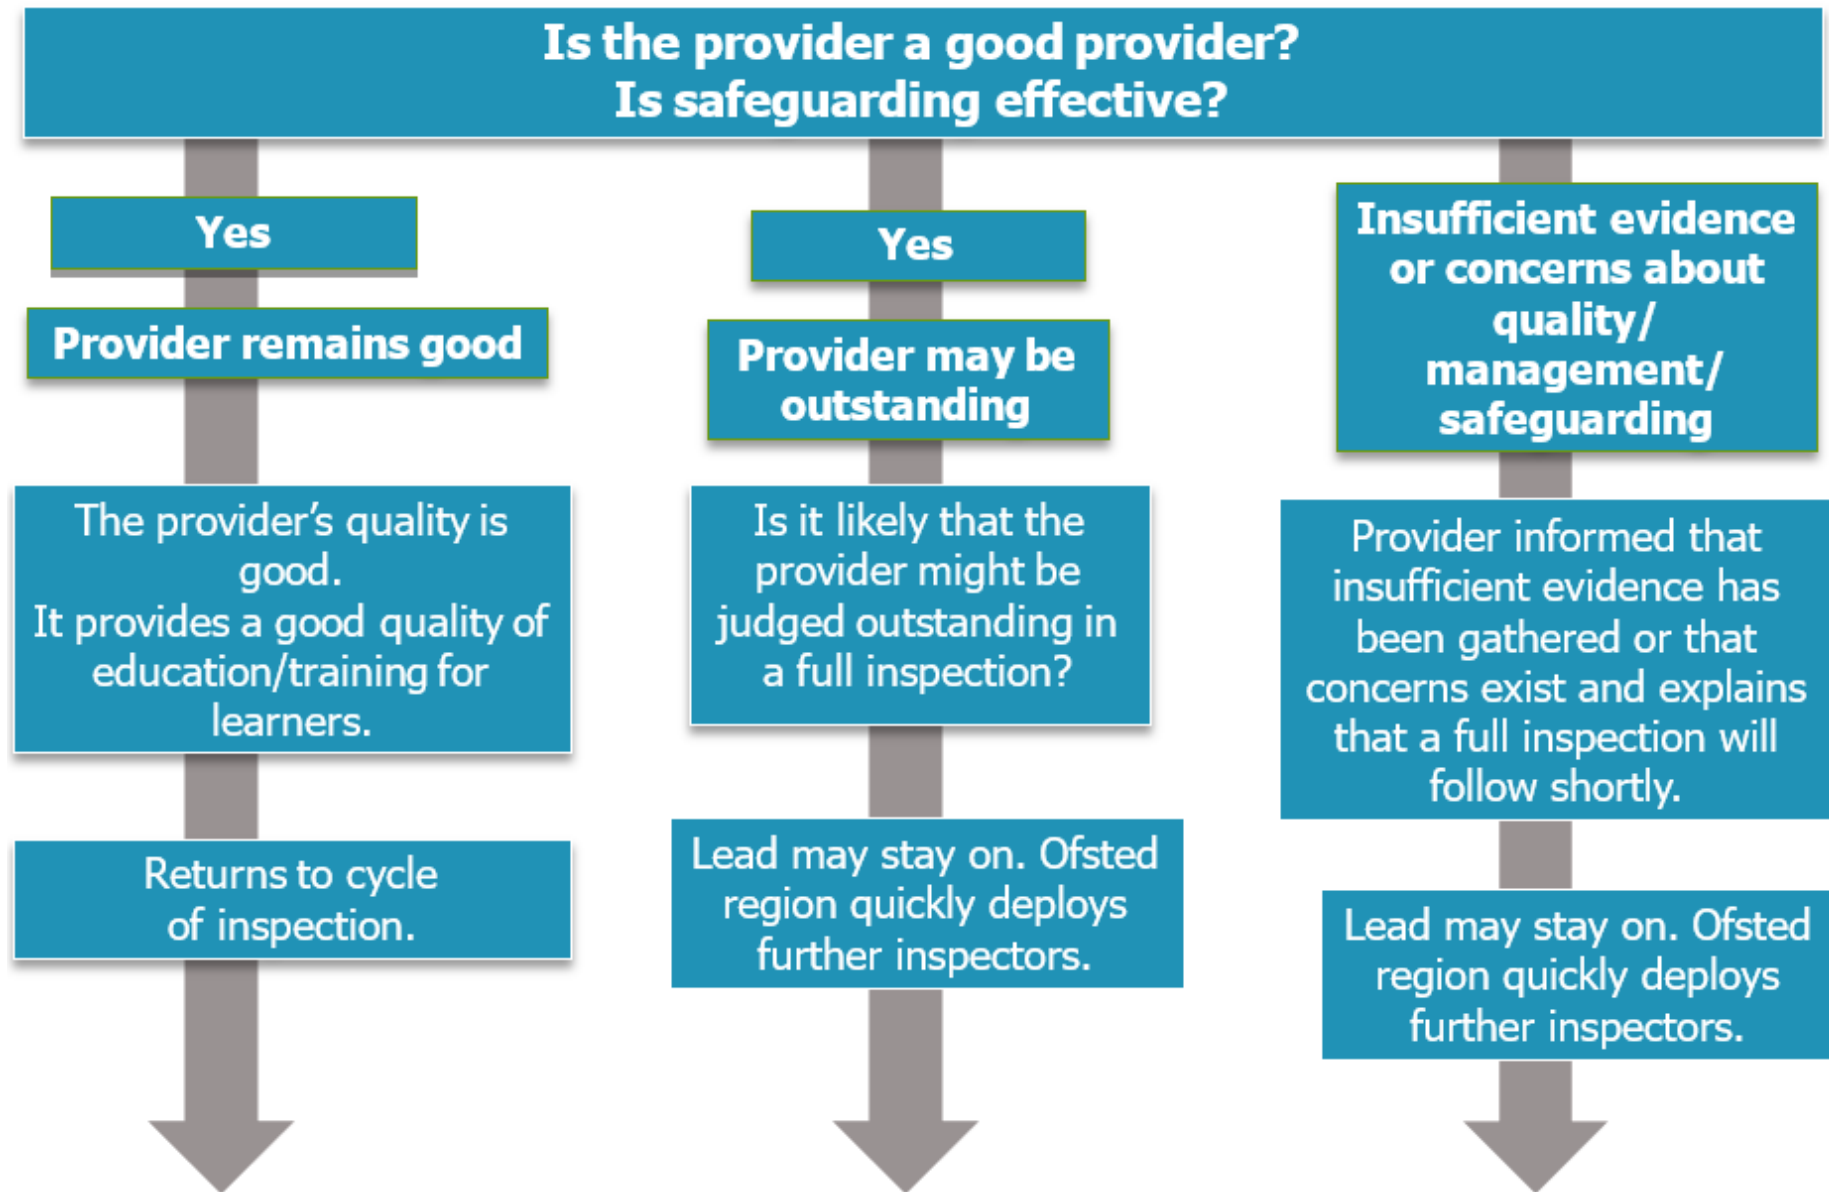 Is the provider a good provider?
Is safeguarding effective?
Yes
Provider remains good
The provider’s quality is
good.
It provides a good quality of
education/training for
learners.
Returns to cycle
of inspection.
Yes
Provider may be
outstanding
Is it likely that the
provider might be
judged outstanding in
a full inspection?
Lead may stay on. Ofsted
region quickly deploys
further inspectors.
Insufficient evidence
or concerns about
quality/
management/
safeguarding
Provider informed that
insufficient evidence has
been gathered or that
concerns exist and explains
that a full inspection will
follow shortly.
Lead may stay on. Ofsted
region quickly deploys
further inspectors.